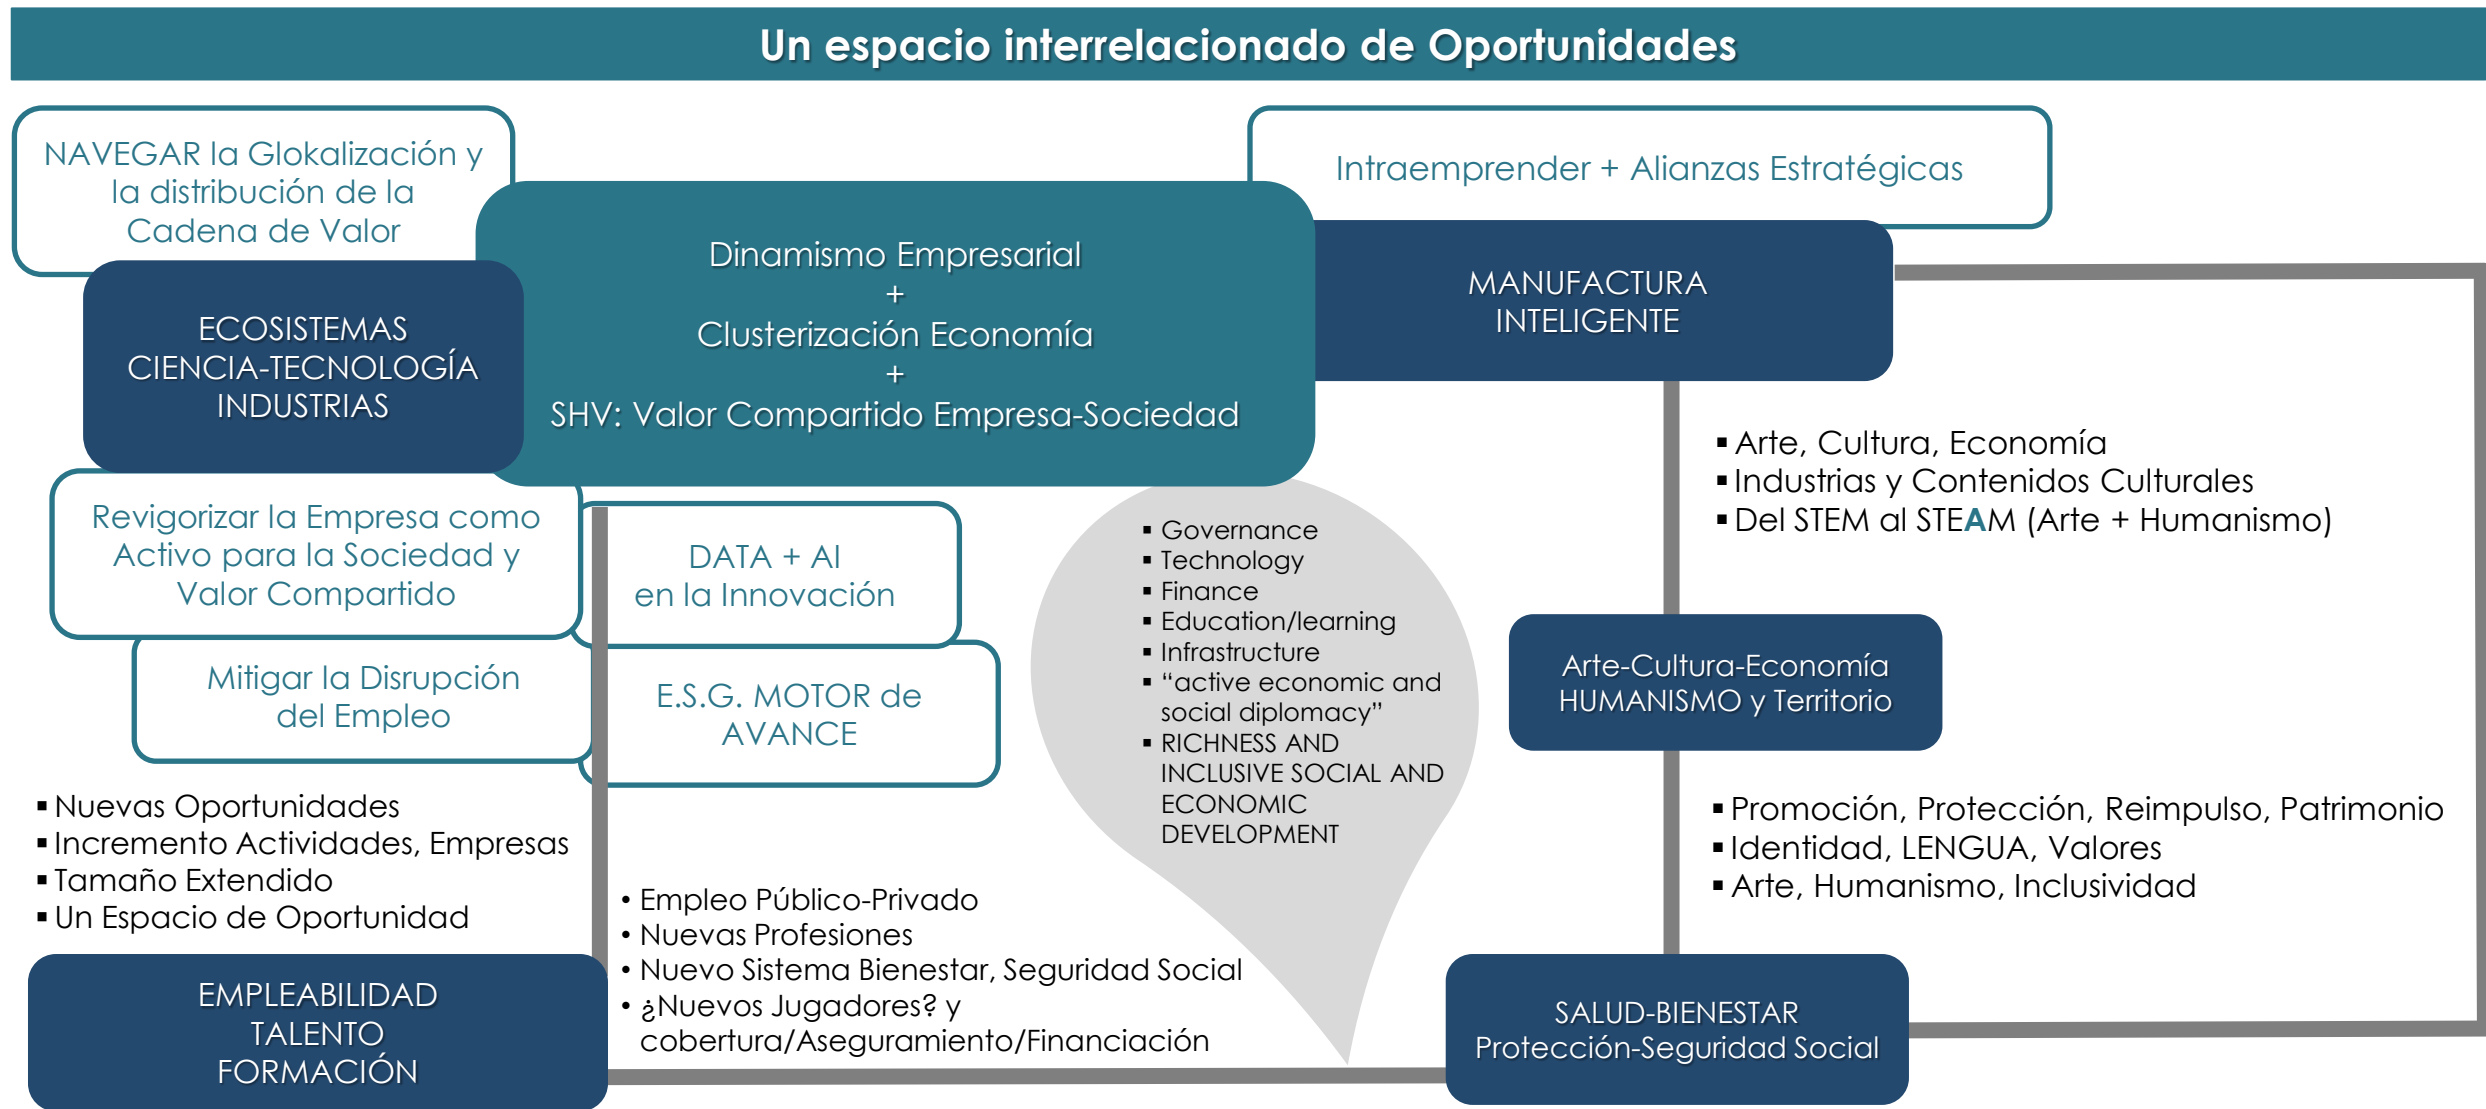 Un espacio interrelacionado de Oportunidades
NAVEGAR la Glokalización y
la distribución de la
Cadena de Valor
Intraemprender + Alianzas Estratégicas
Dinamismo Empresarial
+
Clusterización Economía
+
SHV: Valor Compartido Empresa-Sociedad
ECOSISTEMAS
CIENCIA-TECNOLOGÍA
INDUSTRIAS
MANUFACTURA
INTELIGENTE
▪ Arte, Cultura, Economía
▪ Industrias y Contenidos Culturales
▪ Del STEM al STEAM (Arte + Humanismo)
Revigorizar la Empresa como
Activo para la Sociedad y
Valor Compartido
DATA + AI
en la Innovación
Mitigar la Disrupción
del Empleo
E.S.G. MOTOR de
AVANCE
▪ Governance
▪ Technology
▪ Finance
▪ Education/learning
▪ Infrastructure
▪ “active economic and
social diplomacy”
▪ RICHNESS AND
INCLUSIVE SOCIAL AND
ECONOMIC
DEVELOPMENT
Arte-Cultura-Economía
HUMANISMO y Territorio
▪ Nuevas Oportunidades
▪ Incremento Actividades, Empresas
▪ Tamaño Extendido
▪ Un Espacio de Oportunidad
• Empleo Público-Privado
• Nuevas Profesiones
• Nuevo Sistema Bienestar, Seguridad Social
• ¿Nuevos Jugadores? y
cobertura/Aseguramiento/Financiación
▪ Promoción, Protección, Reimpulso, Patrimonio
▪ Identidad, LENGUA, Valores
▪ Arte, Humanismo, Inclusividad
EMPLEABILIDAD
TALENTO
FORMACIÓN
SALUD-BIENESTAR
Protección-Seguridad Social